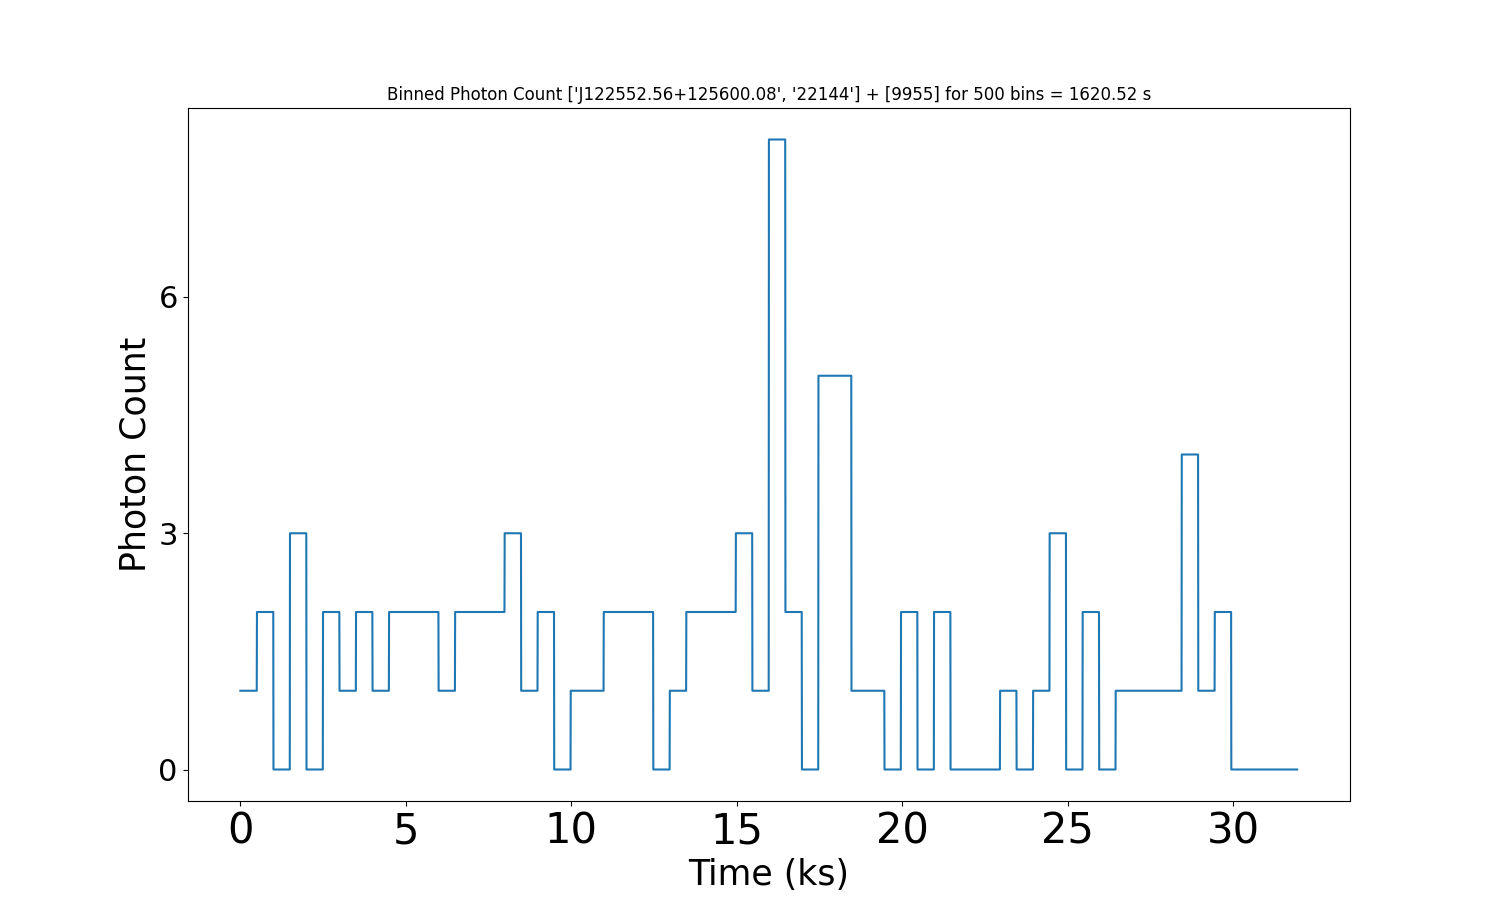 Binned Photon Count ['J122552.56+125600.08', '22144'] + [9955] for 500 bins = 1620.52 s
Photon Count
6
3
0
0 5 10 15 20 25 30
Time (ks)